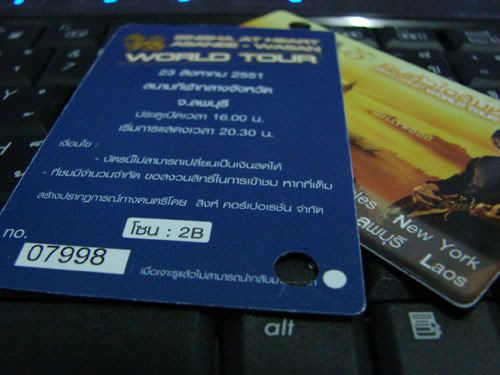 SINGHA AT HEART
ASANEE - WASAN
WORLD TOUR
23 สิงหาคม 2551
สนามกีฬากลางจังหวัด
จ.ลพบุรี
ประตูเปิดเวลา 16.00 น.
เริ่มการแสดงเวลา 20.30 น.
เงื่อนไข :
- บัตรนี้ไม่สามารถเปลี่ยนเป็นเงินสดได้
- ที่ชมมีจำนวนจำกัด ขอสงวนสิทธิ์ในการเข้าชม หากที่เต็ม
สร้างปรากฏการณ์ทางดนตรีโดย สิงห์ คอร์เปอเรชั่น จำกัด
โซน : 2B
no. 07998
เมื่อเจาะรูแล้วไม่สามารถนำกลับมา
les New York
ลพบุรี Laos
alt